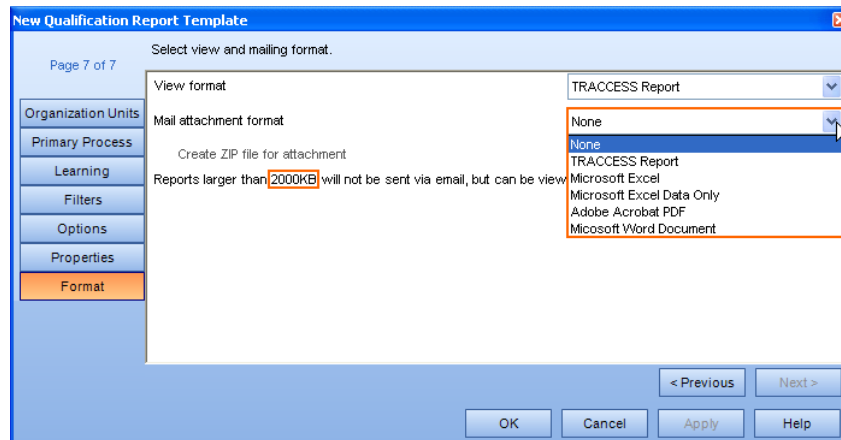 New Qualification Report Template
Page 7 of 7
Select view and mailing format.
Organization Units
Primary Process
Learning
Filters
Options
Properties
Format
View format
TRACCESS Report
Mail attachment format
None
Create ZIP file for attachment
Reports larger than 2000KB will not be sent via email, but can be view
None
TRACCESS Report
Microsoft Excel
Microsoft Excel Data Only
Adobe Acrobat PDF
Micosoft Word Document
< Previous
Next >
OK
Cancel
Apply
Help